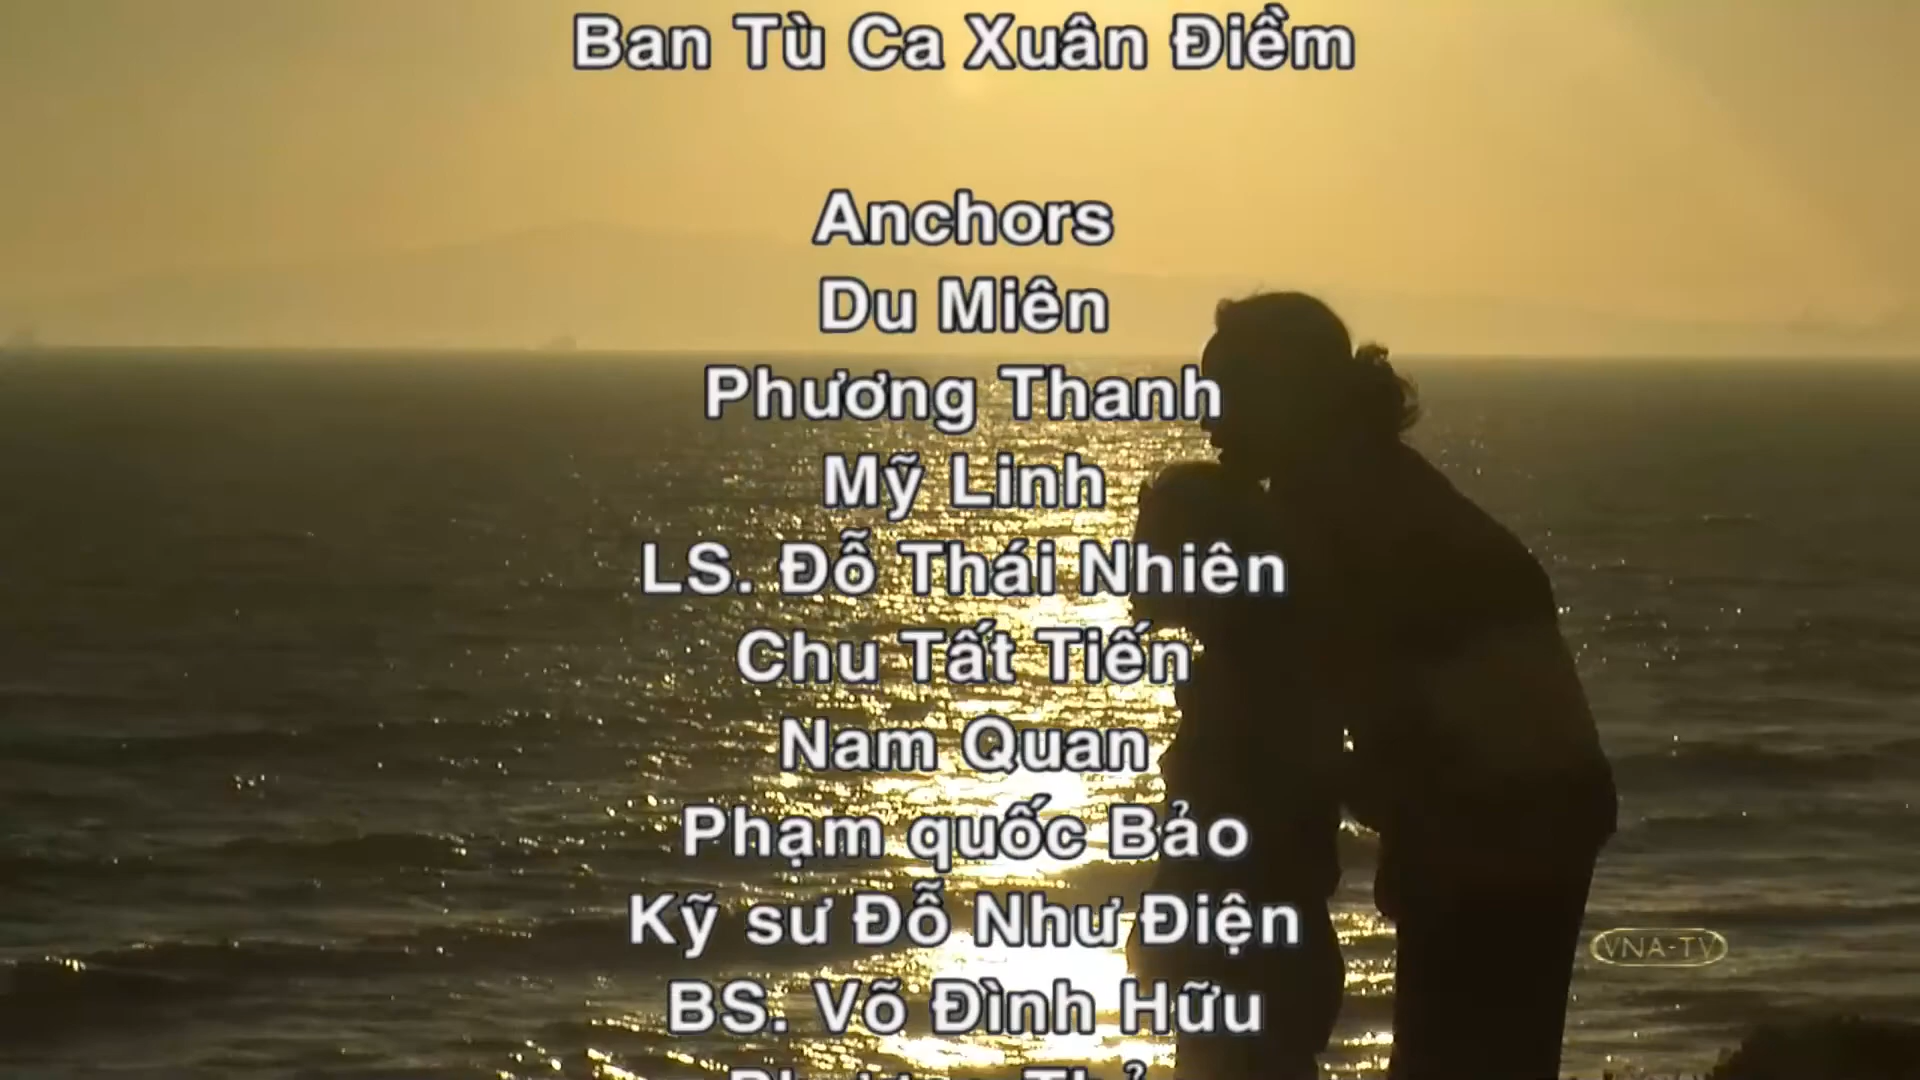 Ban Tù Ca Xuân Điềm
Anchors
Du Miên
Phương Thanh
Mỹ Linh
LS. Đỗ Thái Nhiên
Chu Tất Tiến
Nam Quan
Phạm quốc Bảo
Kỹ sư Đỗ Như Điện
VNA-TV
BS. Võ Đình Hữu